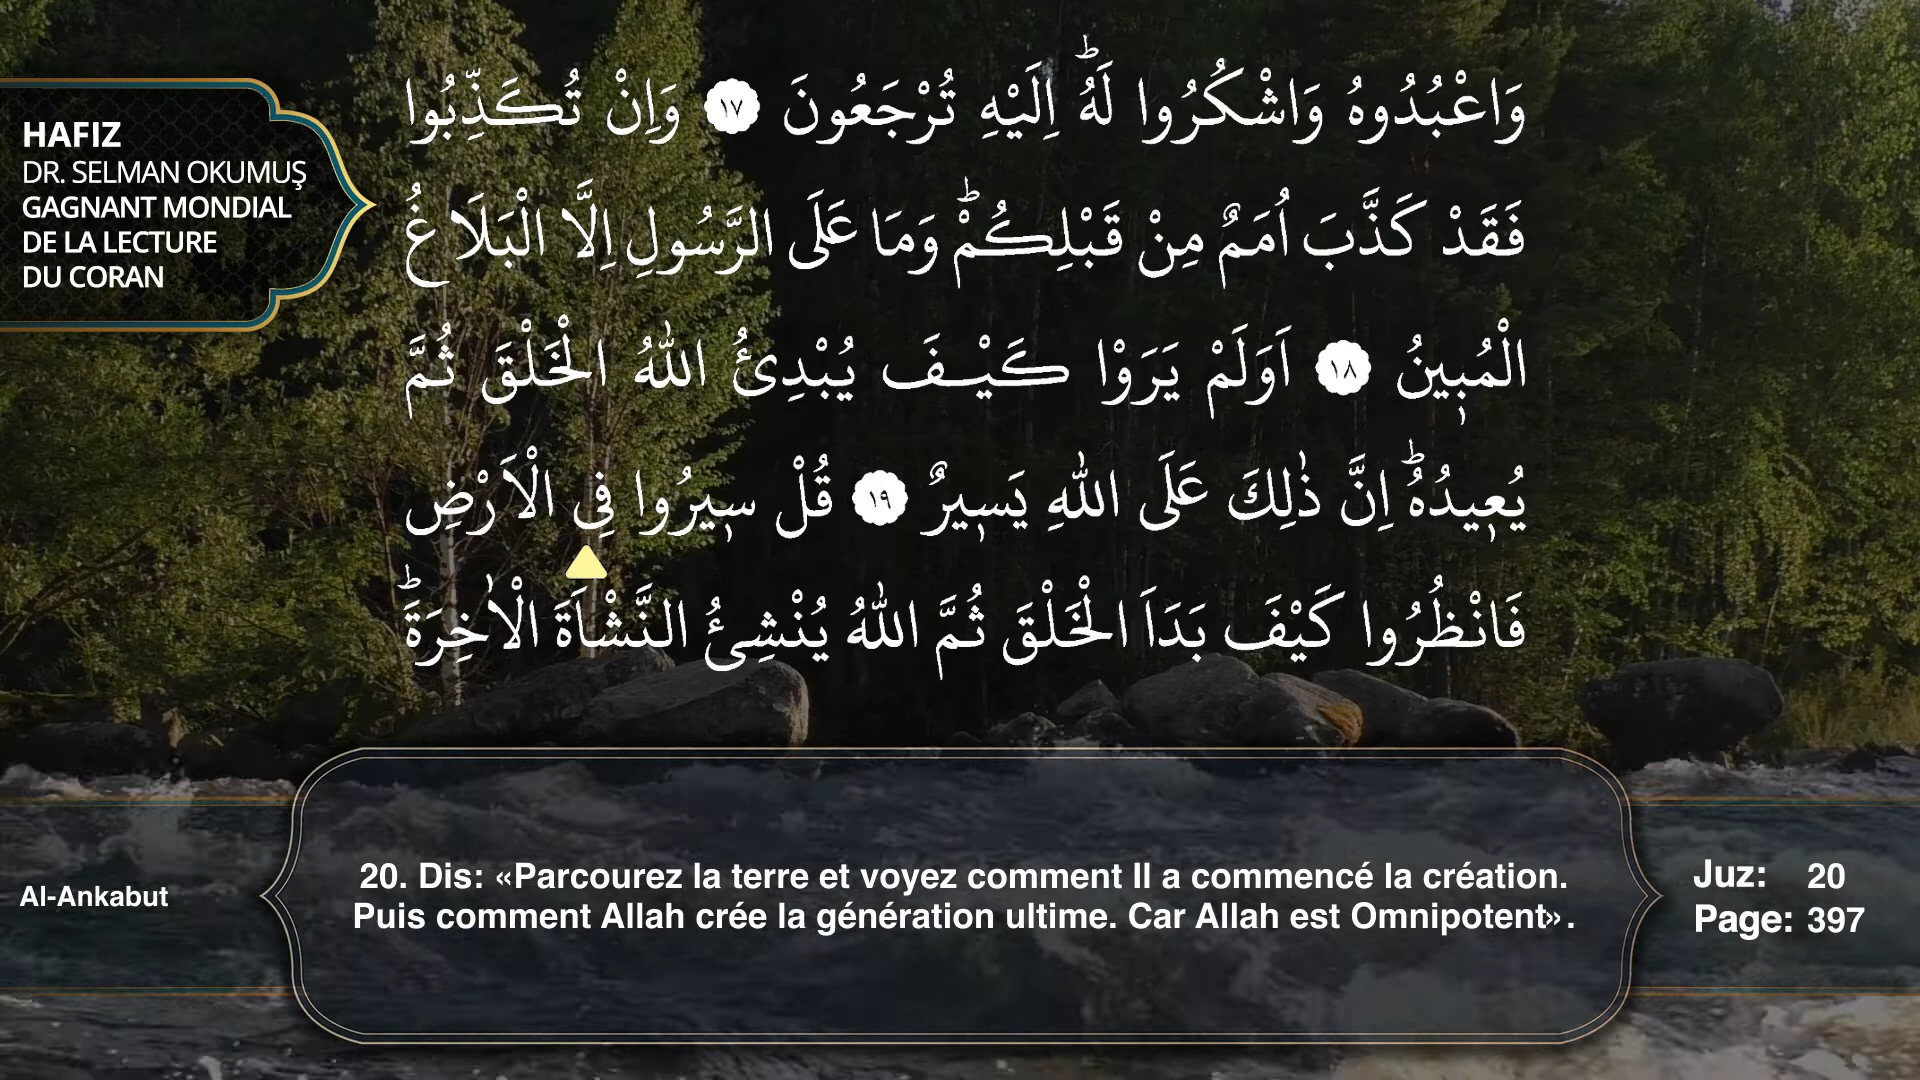 HAFIZ
DR. SELMAN OKUMUŞ
GAGNANT MONDIAL
DE LA LECTURE
DU CORAN
وَاعْبُدُوهُ وَاشْكُرُوا لَهُۜ اِلَيْهِ تُرْجَعُونَ ١٧ وَاِنْ تُكَذِّبُوا
فَقَدْ كَذَّبَ اُمَمٌ مِنْ قَبْلِكُمْۜ وَمَا عَلَى الرَّسُولِ اِلَّا الْبَلَاغُ
الْمُب۪ينُ ١٨ اَوَلَمْ يَرَوْا كَيْفَ يُبْدِئُ اللّٰهُ الْخَلْقَ ثُمَّ
يُع۪يدُهُۜ اِنَّ ذٰلِكَ عَلَى اللّٰهِ يَس۪يرٌ ١٩ قُلْ س۪يرُوا فِي الْاَرْضِ
فَانْظُرُوا كَيْفَ بَدَاَ الْخَلْقَ ثُمَّ اللّٰهُ يُنْشِئُ النَّشْاَةَ الْاٰخِرَةَۜ
Al-Ankabut
20. Dis: «Parcourez la terre et voyez comment Il a commencé la création.
Puis comment Allah crée la génération ultime. Car Allah est Omnipotent».
Juz: 20
Page: 397